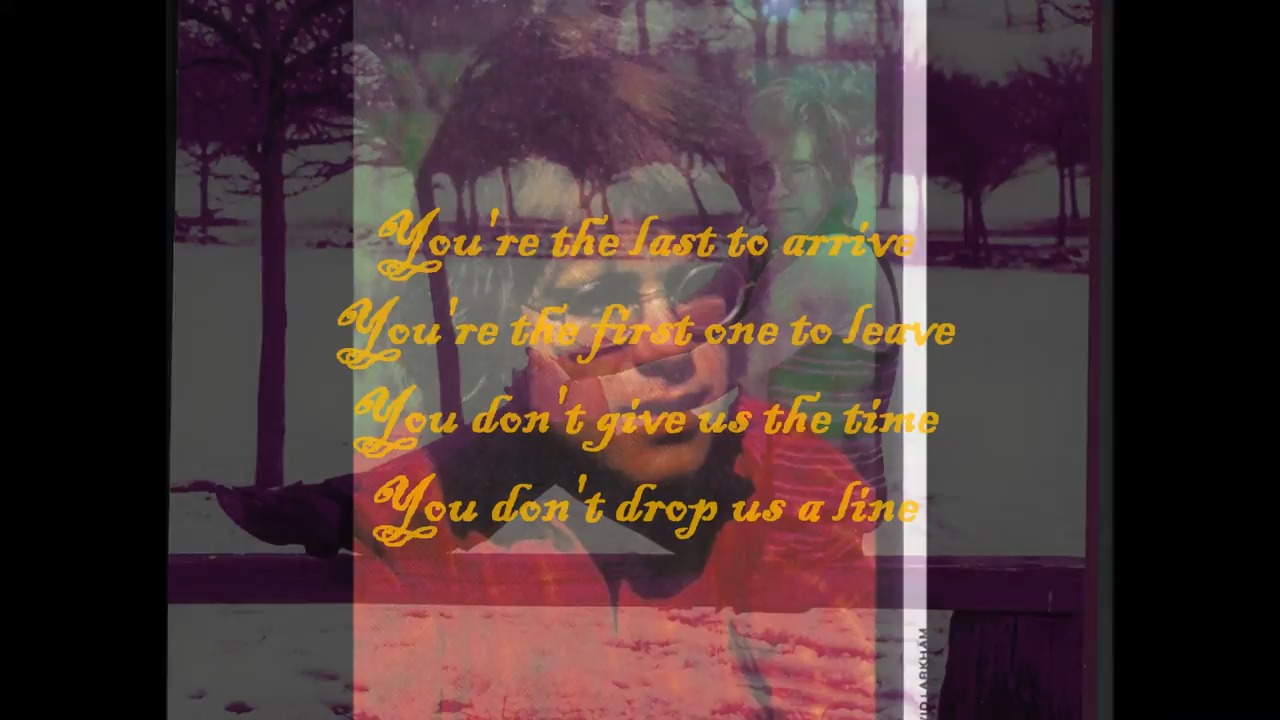 You're the last to arrive
You're the first one to leave
You don't give us the time
You don't drop us a line
LARKHAM